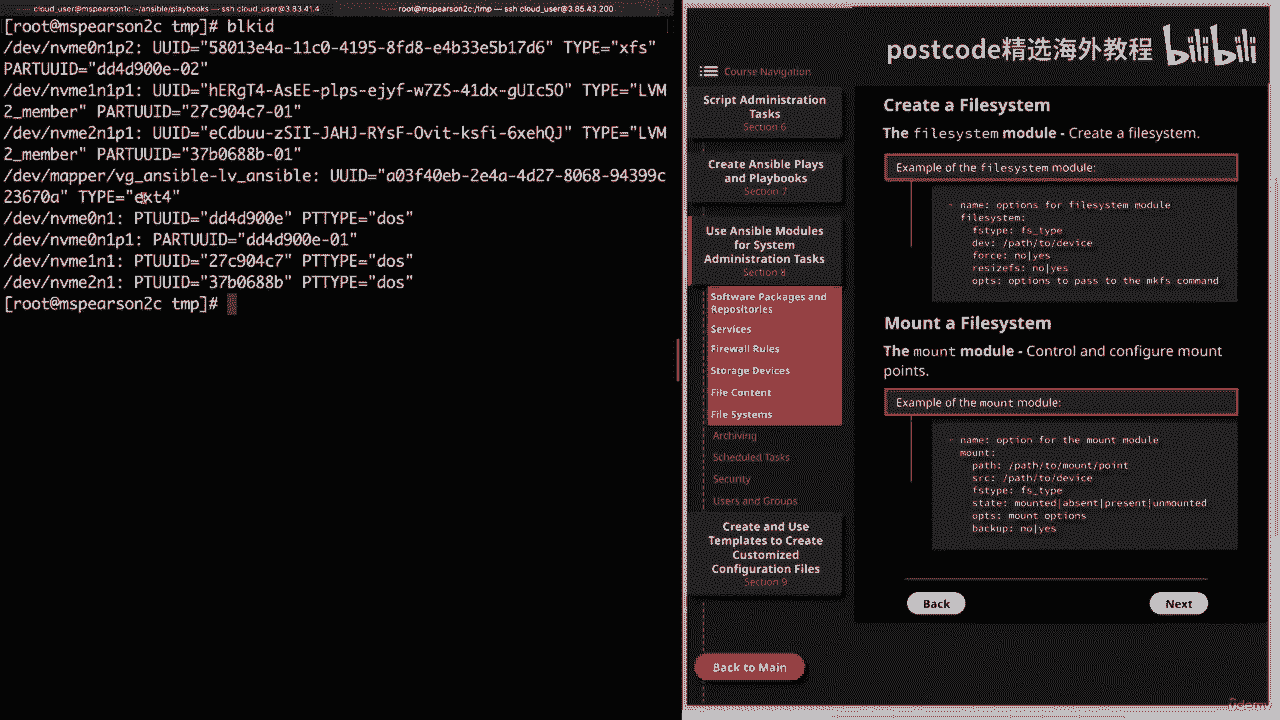 cloud_user@mspearson1c:~/ansible/playbooks — ssh cloud_user@3.83.41.4
root@mspearson2c:/tmp — ssh cloud_user@3.85.43.200
[root@mspearson2c tmp]# blkid
/dev/nvme0n1p2: UUID="58013e4a-11c0-4195-8fd8-e4b33e5b17d6" TYPE="xfs"
PARTUUID="dd4d900e-02"
/dev/nvme1n1p1: UUID="hERgT4-AsEE-plps-ejyf-w7ZS-41dx-gUIc5O" TYPE="LVM
2_member" PARTUUID="27c904c7-01"
/dev/nvme2n1p1: UUID="eCdbuu-zSII-JAHJ-RYsF-Ovit-ksfi-6xehQJ" TYPE="LVM
2_member" PARTUUID="37b0688b-01"
/dev/mapper/vg_ansible-lv_ansible: UUID="a03f40eb-2e4a-4d27-8068-94399c
23670a" TYPE="ext4"
/dev/nvme0n1: PTUUID="dd4d900e" PTTYPE="dos"
/dev/nvme0n1p1: PARTUUID="dd4d900e-01"
/dev/nvme1n1: PTUUID="27c904c7" PTTYPE="dos"
/dev/nvme2n1: PTUUID="37b0688b" PTTYPE="dos"
[root@mspearson2c tmp]#
postcode精选海外教程 bilibili
Course Navigation
Script Administration
Tasks
Section 6
Create Ansible Plays
and Playbooks
Section 7
Use Ansible Modules
for System
Administration Tasks
Section 8
Software Packages and
Repositories
Services
Firewall Rules
Storage Devices
File Content
File Systems
Archiving
Scheduled Tasks
Security
Users and Groups
Create and Use
Templates to Create
Customized
Configuration Files
Section 9
Back to Main
Create a Filesystem
The filesystem module - Create a filesystem.
Example of the filesystem module:
- name: options for filesystem module
filesystem:
fstype: fs_type
dev: /path/to/device
force: no|yes
resizefs: no|yes
opts: options to pass to the mkfs command
Mount a Filesystem
The mount module - Control and configure mount
points.
Example of the mount module:
- name: option for the mount module
mount:
path: /path/to/mount/point
src: /path/to/device
fstype: fs_type
state: mounted|absent|present|unmounted
opts: mount options
backup: no|yes
Back
Next
ûdemy